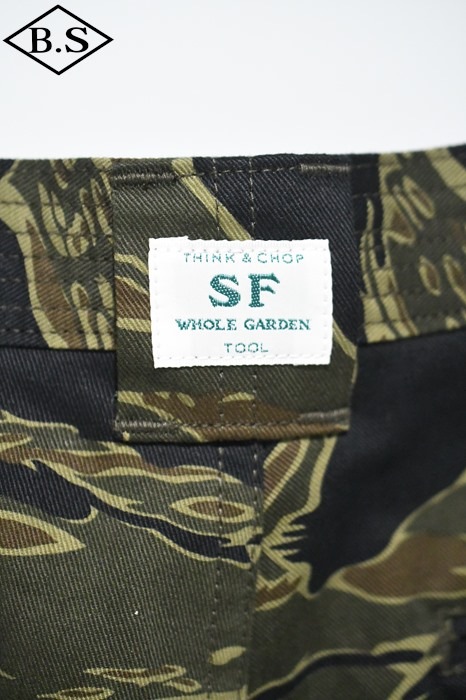 B.S
THINK & CHOP
SF
WHOLE GARDEN
TOOL